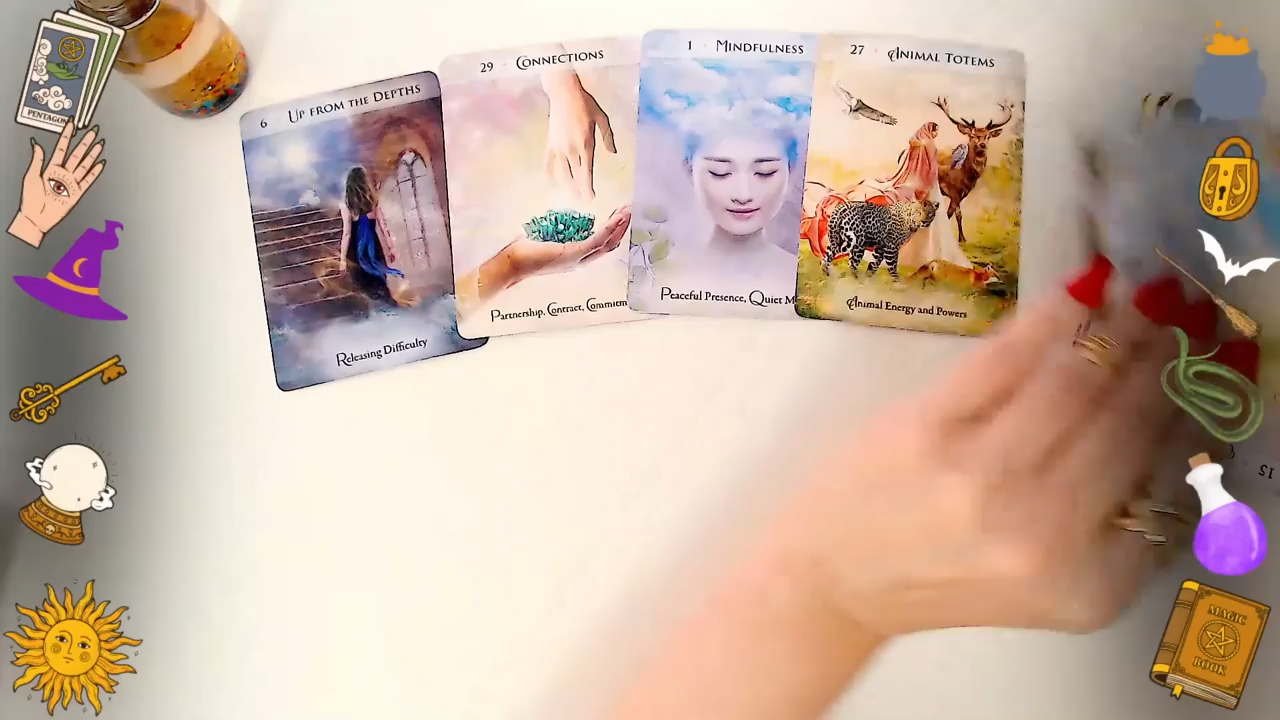 6 UP FROM THE DEPTHS
Releasing Difficulty
29 CONNECTIONS
Partnership, Contract,
1 MINDFULNESS
Peaceful Presence, Quiet
27 ANIMAL TOTEMS
Animal Energy and Powers
PENTAGON
MAGIC
BOOK
15